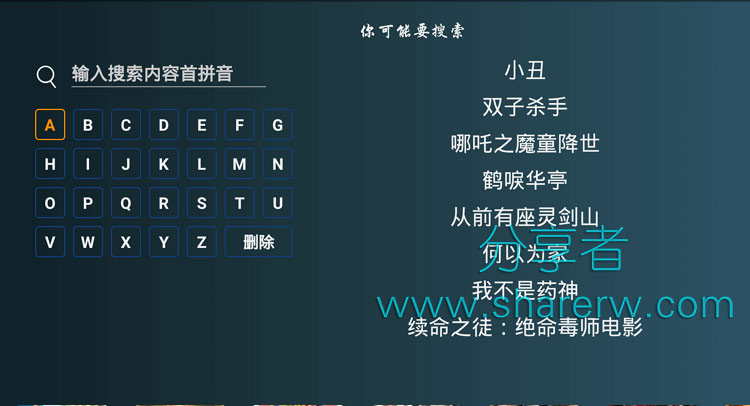 你可能要搜索
输入搜索内容首拼音
A B C D E F G
H I J K L M N
O P Q R S T U
V W X Y Z 删除
小丑
双子杀手
哪吒之魔童降世
鹤唳华亭
从前有座灵剑山
何以为家
我不是药神
续命之徒：绝命毒师电影
分享者
www.sharerw.com